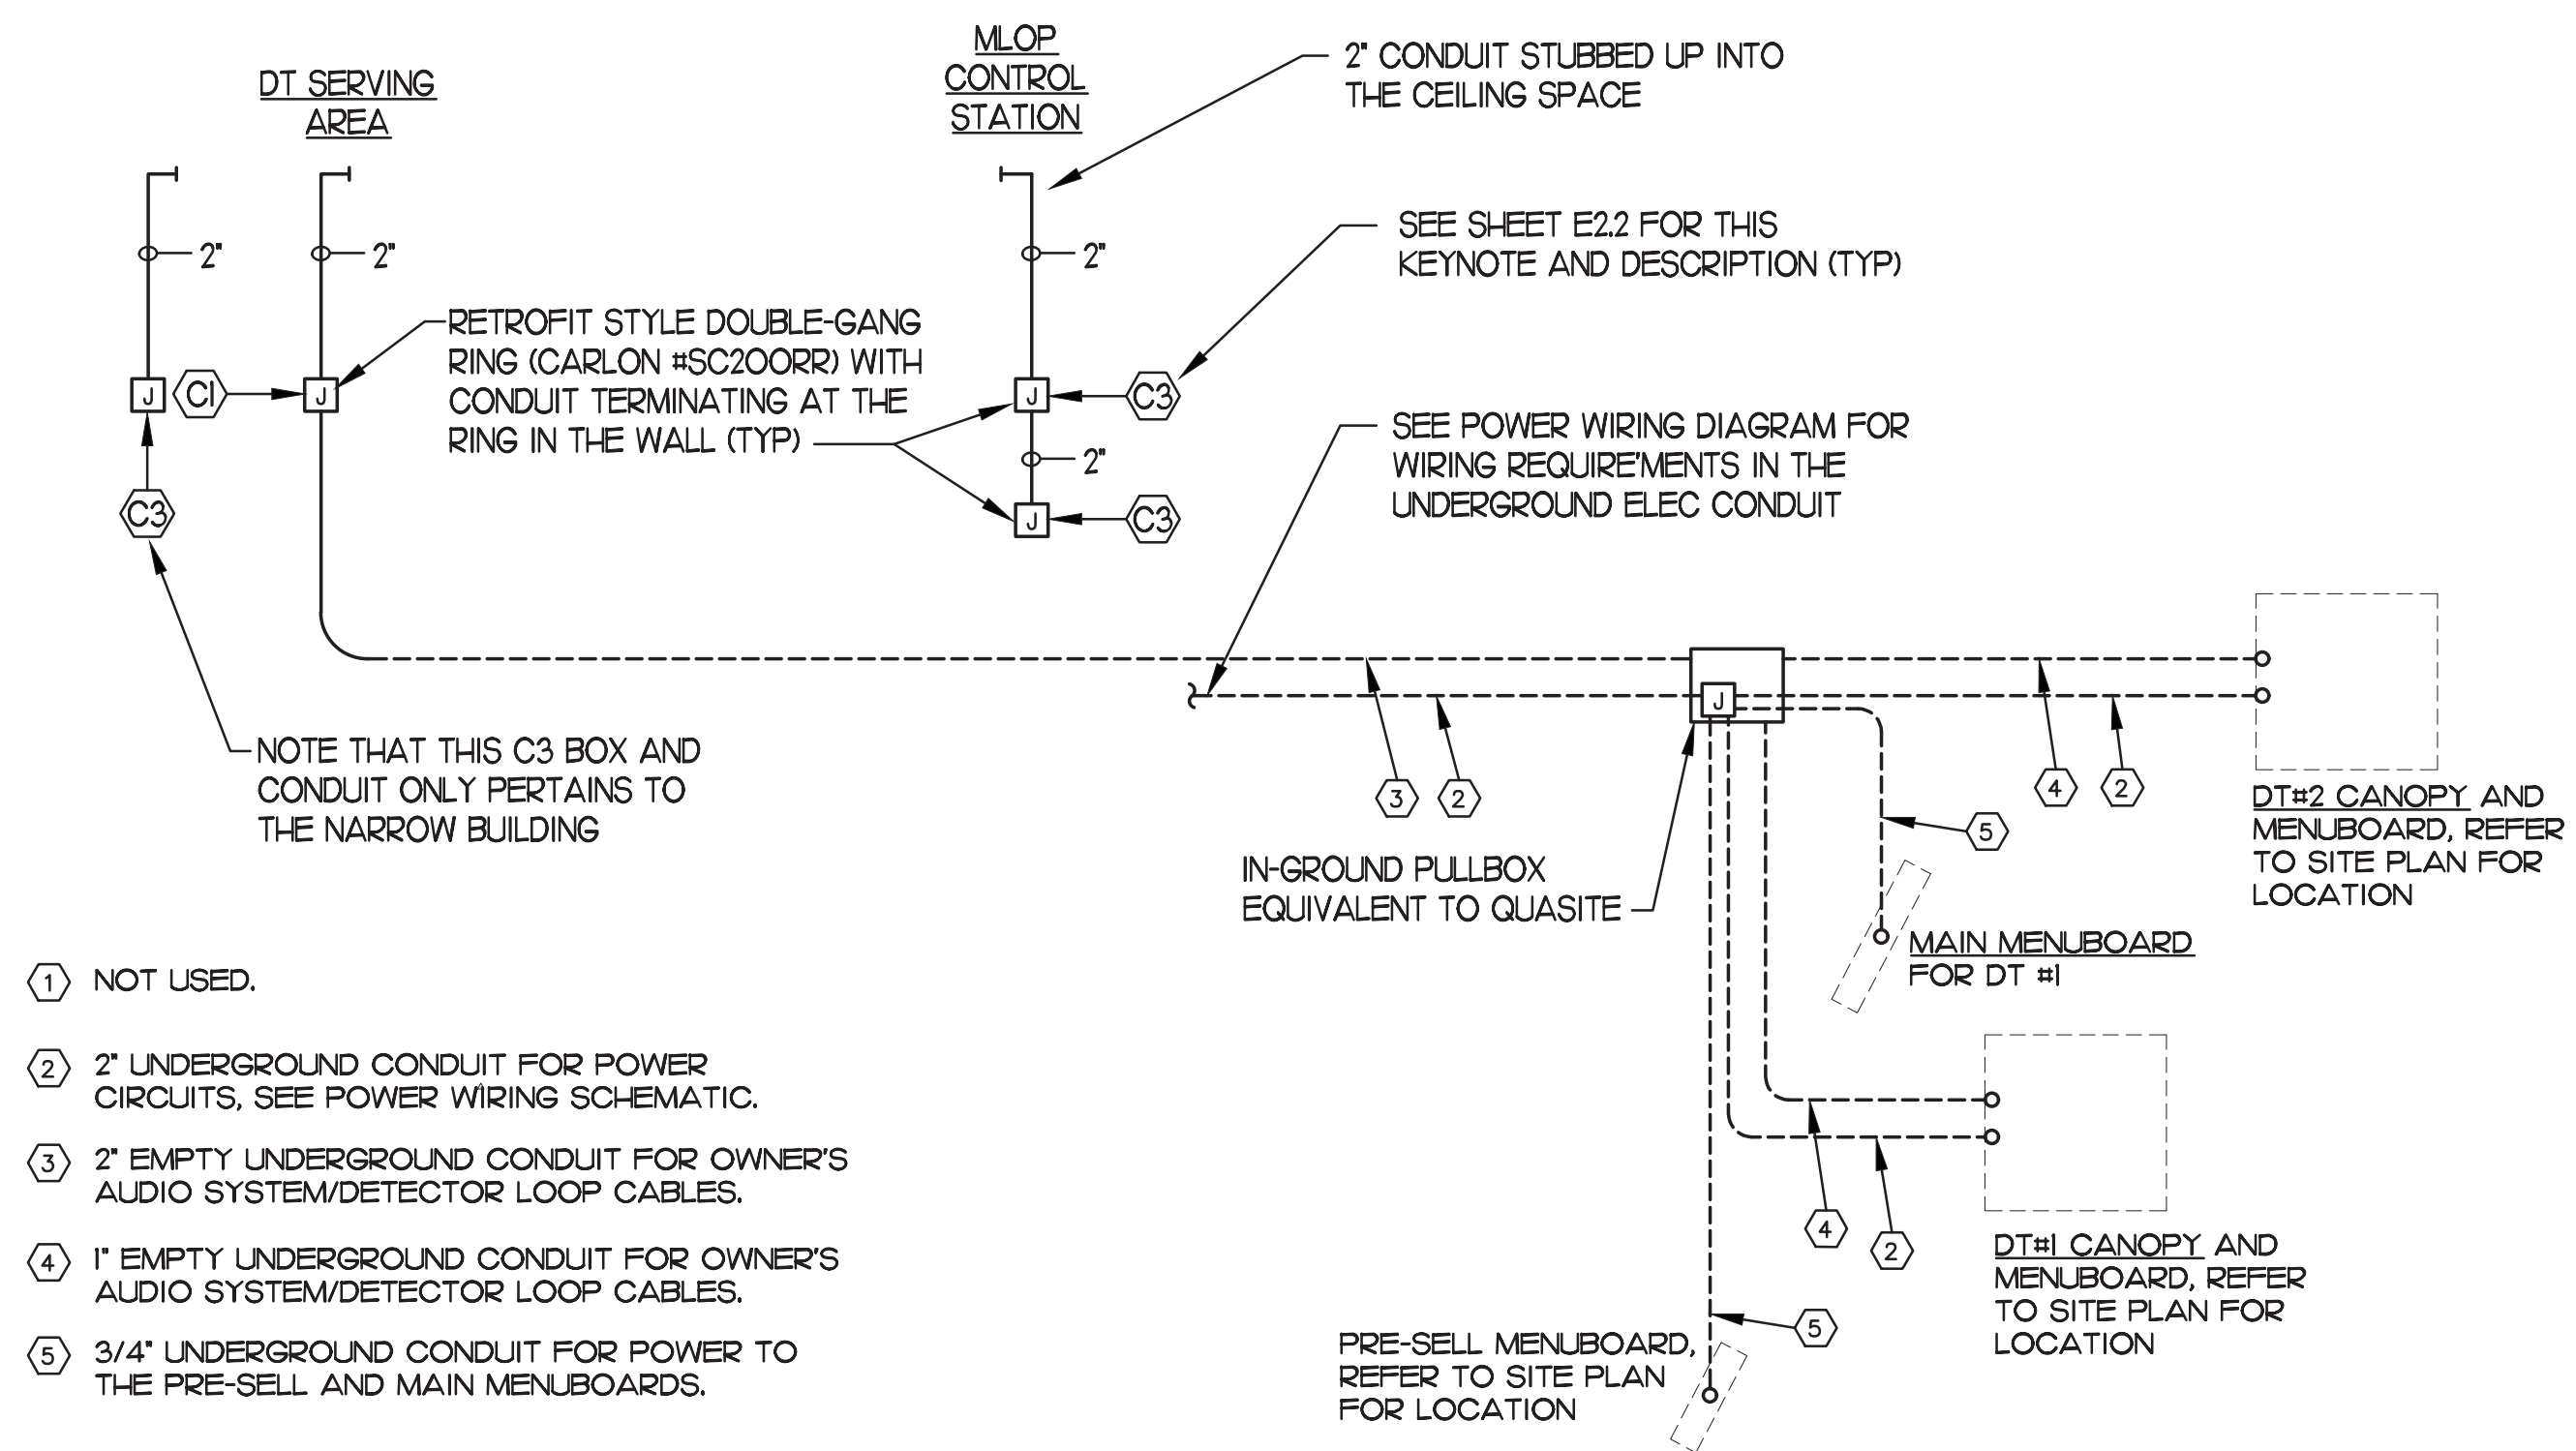 DT SERVING
AREA
MLOP
CONTROL
STATION
2" CONDUIT STUBBED UP INTO
THE CEILING SPACE
2"
2"
2"
SEE SHEET E2.2 FOR THIS
KEYNOTE AND DESCRIPTION (TYP)
RETROFIT STYLE DOUBLE-GANG
RING (CARLON #SC200RR) WITH
CONDUIT TERMINATING AT THE
RING IN THE WALL (TYP)
J
C1
J
J
C3
2"
J
C3
C3
SEE POWER WIRING DIAGRAM FOR
WIRING REQUIRE'MENTS IN THE
UNDERGROUND ELEC CONDUIT
NOTE THAT THIS C3 BOX AND
CONDUIT ONLY PERTAINS TO
THE NARROW BUILDING
J
3
2
4
2
5
IN-GROUND PULLBOX
EQUIVALENT TO QUASITE
DT#2 CANOPY AND
MENUBOARD, REFER
TO SITE PLAN FOR
LOCATION
MAIN MENUBOARD
FOR DT #1
4
2
DT#1 CANOPY AND
MENUBOARD, REFER
TO SITE PLAN FOR
LOCATION
5
PRE-SELL MENUBOARD,
REFER TO SITE PLAN
FOR LOCATION
1 NOT USED.
2 2" UNDERGROUND CONDUIT FOR POWER
CIRCUITS, SEE POWER WIRING SCHEMATIC.
3 2" EMPTY UNDERGROUND CONDUIT FOR OWNER'S
AUDIO SYSTEM/DETECTOR LOOP CABLES.
4 1" EMPTY UNDERGROUND CONDUIT FOR OWNER'S
AUDIO SYSTEM/DETECTOR LOOP CABLES.
5 3/4" UNDERGROUND CONDUIT FOR POWER TO
THE PRE-SELL AND MAIN MENUBOARDS.